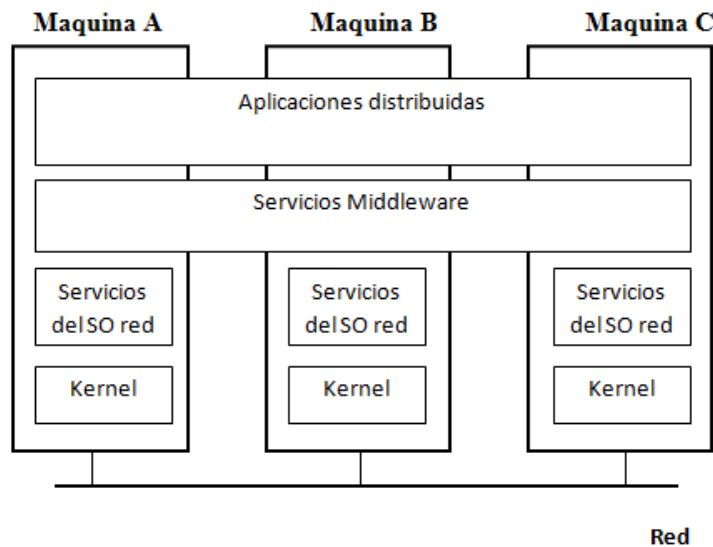 Maquina A
Maquina B
Maquina C
Aplicaciones distribuidas
Servicios Middleware
Servicios
del SO red
Servicios
del SO red
Servicios
del SO red
Kernel
Kernel
Kernel
Red